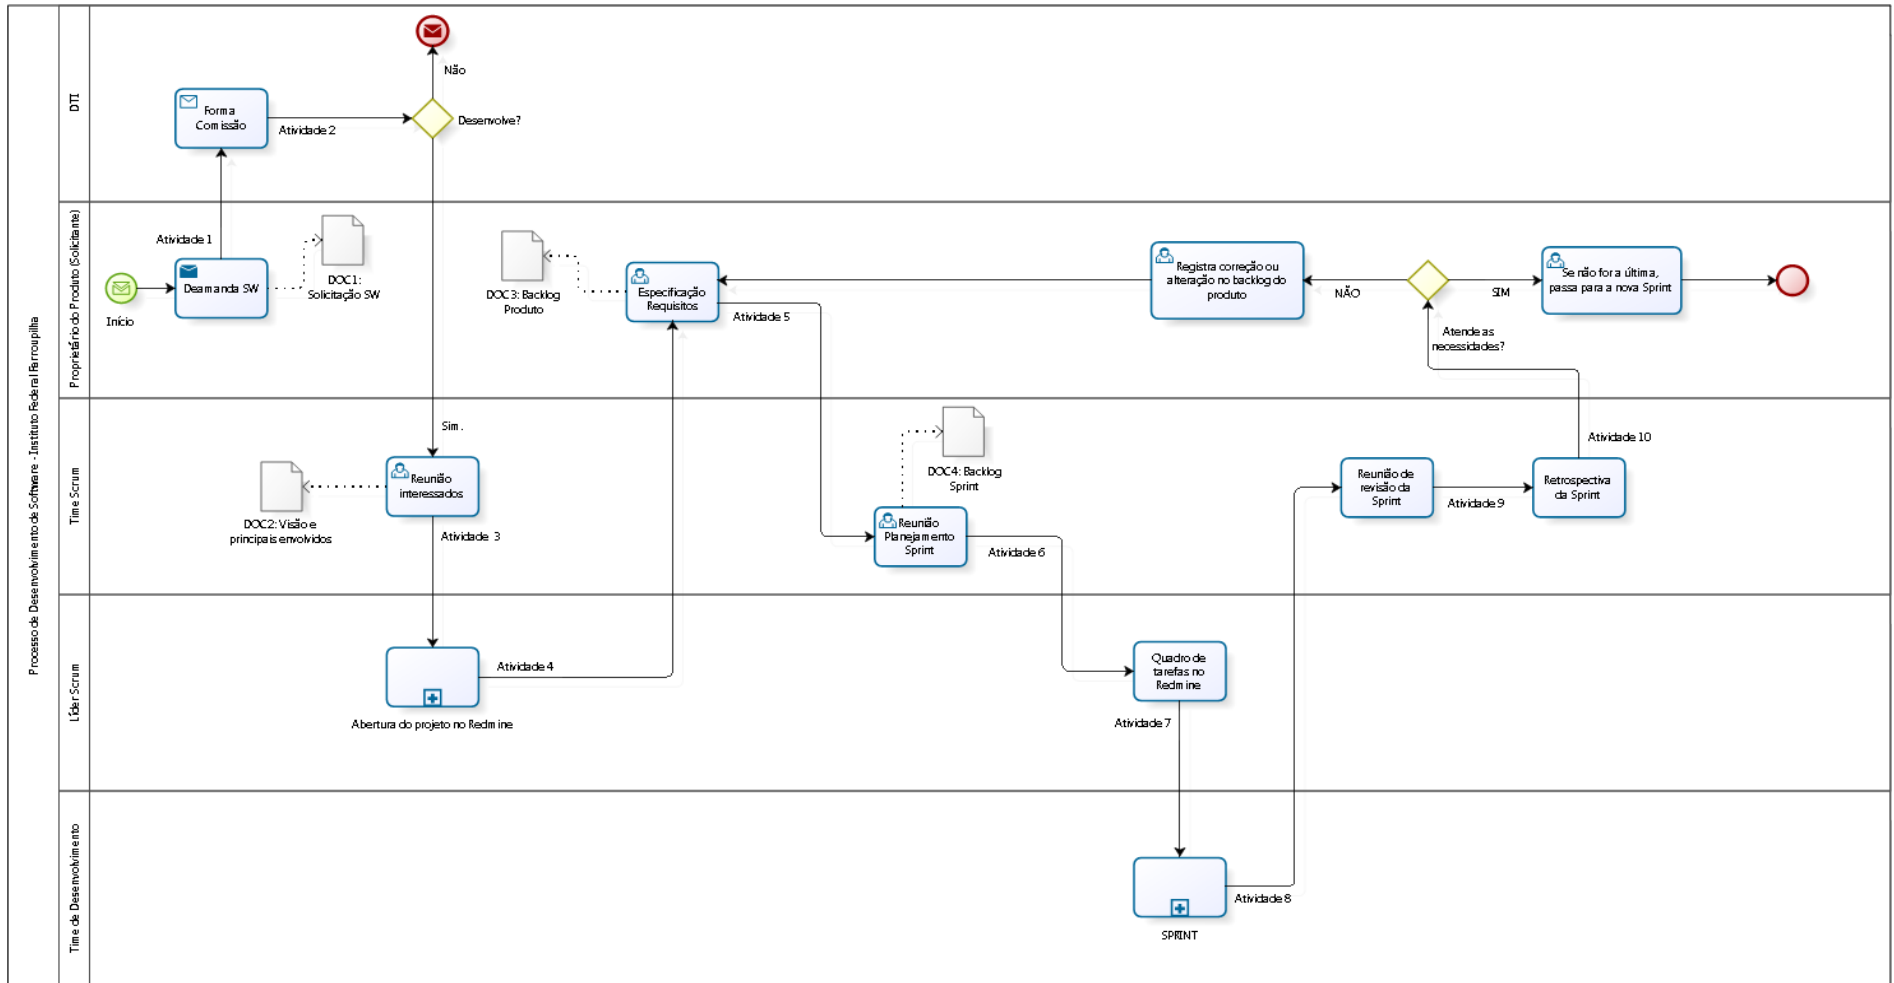 Processo de Desenvolvimento de Software - Instituto Federal Farroupilha
DTI
Não
Forma
Comissão
Atividade 2
Desenvolve?
Proprietário do Produto (Solicitante)
Atividade 1
Início
Deamanda SW
DOC1:
Solicitação SW
DOC3: Backlog
Produto
Especificação
Requisitos
Atividade 5
Registra correção ou
alteração no backlog do
produto
NÃO
SIM
Atende as
necessidades?
Se não for a última,
passa para a nova Sprint
Time Scrum
Sim.
Reunião
interessados
DOC2: Visão e
principais envolvidos
Atividade 3
DOC4: Backlog
Sprint
Reunião
Planejamento
Sprint
Atividade 6
Reunião de
revisão da
Sprint
Atividade 9
Retrospectiva
da Sprint
Atividade 10
Líder Scrum
Abertura do projeto no Redmine
Atividade 4
Quadro de
tarefas no
Redmine
Atividade 7
Time de Desenvolvimento
SPRINT
Atividade 8